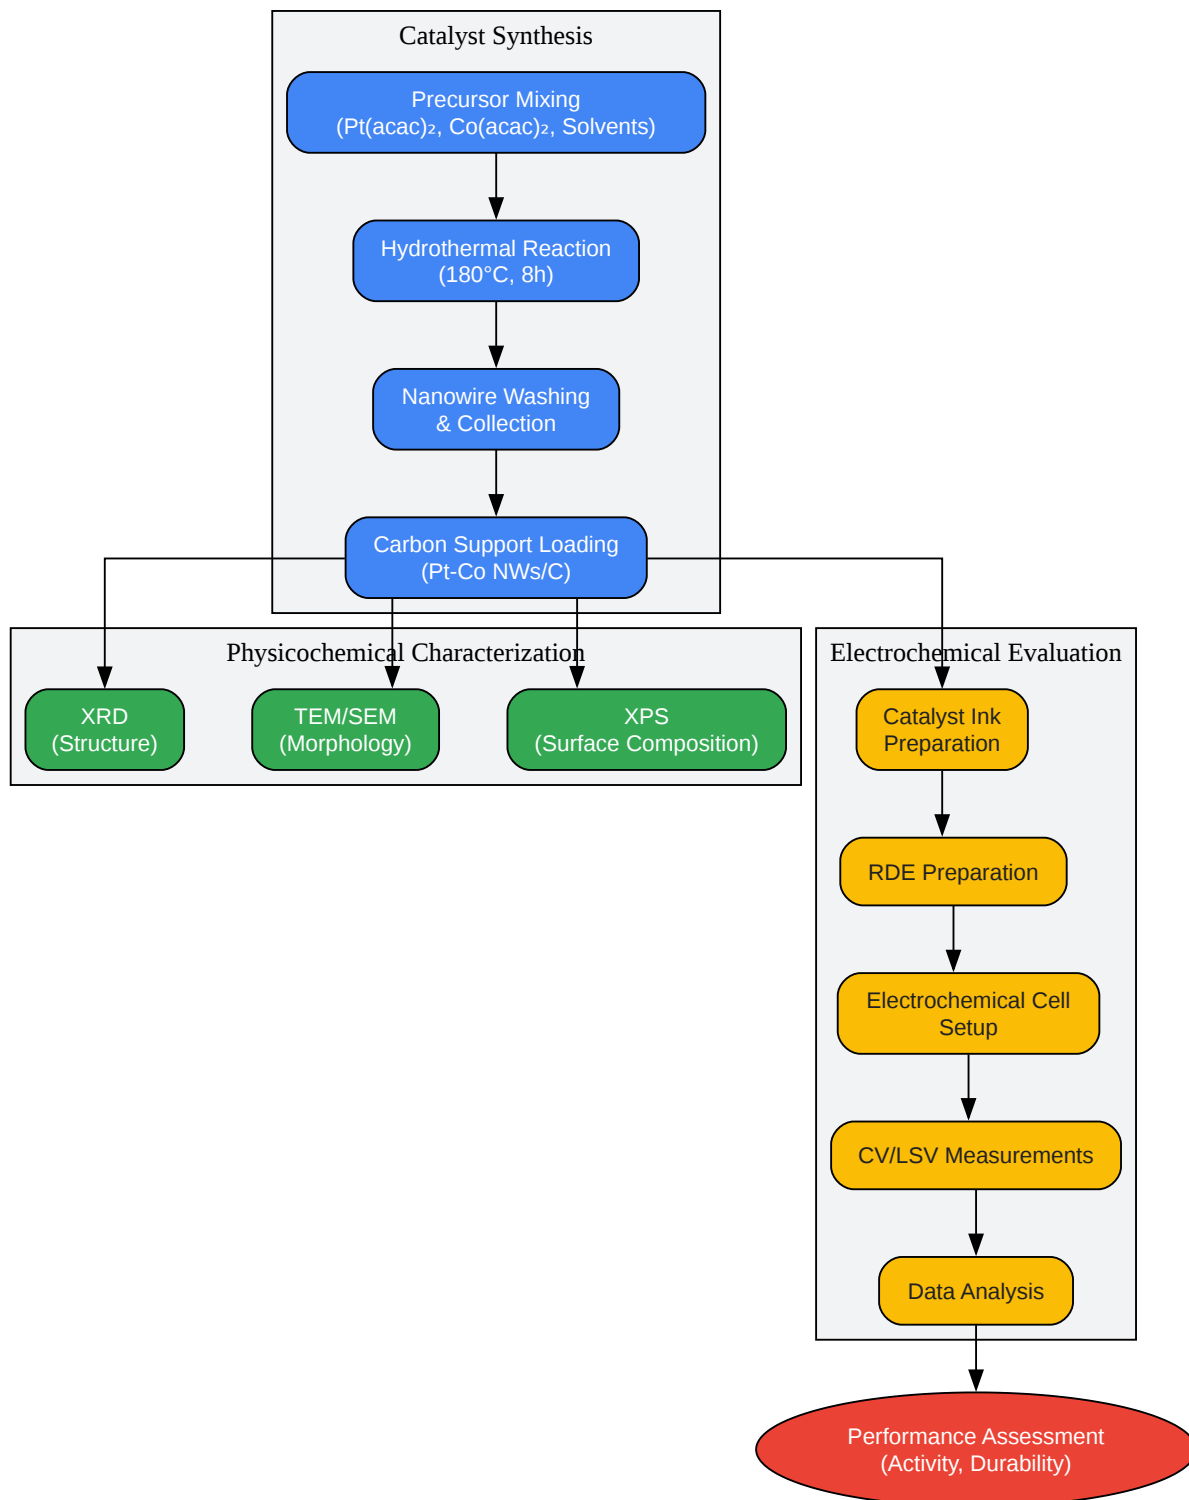 Catalyst Synthesis
Precursor Mixing
(Pt(acac)₂, Co(acac)₂, Solvents)
Hydrothermal Reaction
(180°C, 8h)
Nanowire Washing
& Collection
Carbon Support Loading
(Pt-Co NWs/C)
Physicochemical Characterization
XRD
(Structure)
TEM/SEM
(Morphology)
XPS
(Surface Composition)
Electrochemical Evaluation
Catalyst Ink
Preparation
RDE Preparation
Electrochemical Cell
Setup
CV/LSV Measurements
Data Analysis
Performance Assessment
(Activity, Durability)